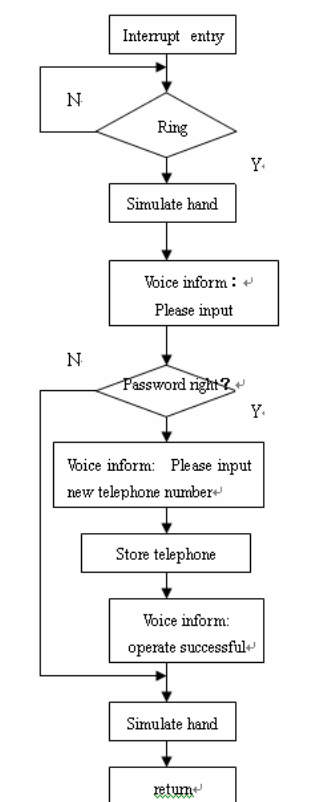 Interrupt entry
N
Ring
Y
Simulate hand
Voice inform：
Please input
N
Password right？
Y
Voice inform: Please input
new telephone number
Store telephone
Voice inform:
operate successful
Simulate hand
return